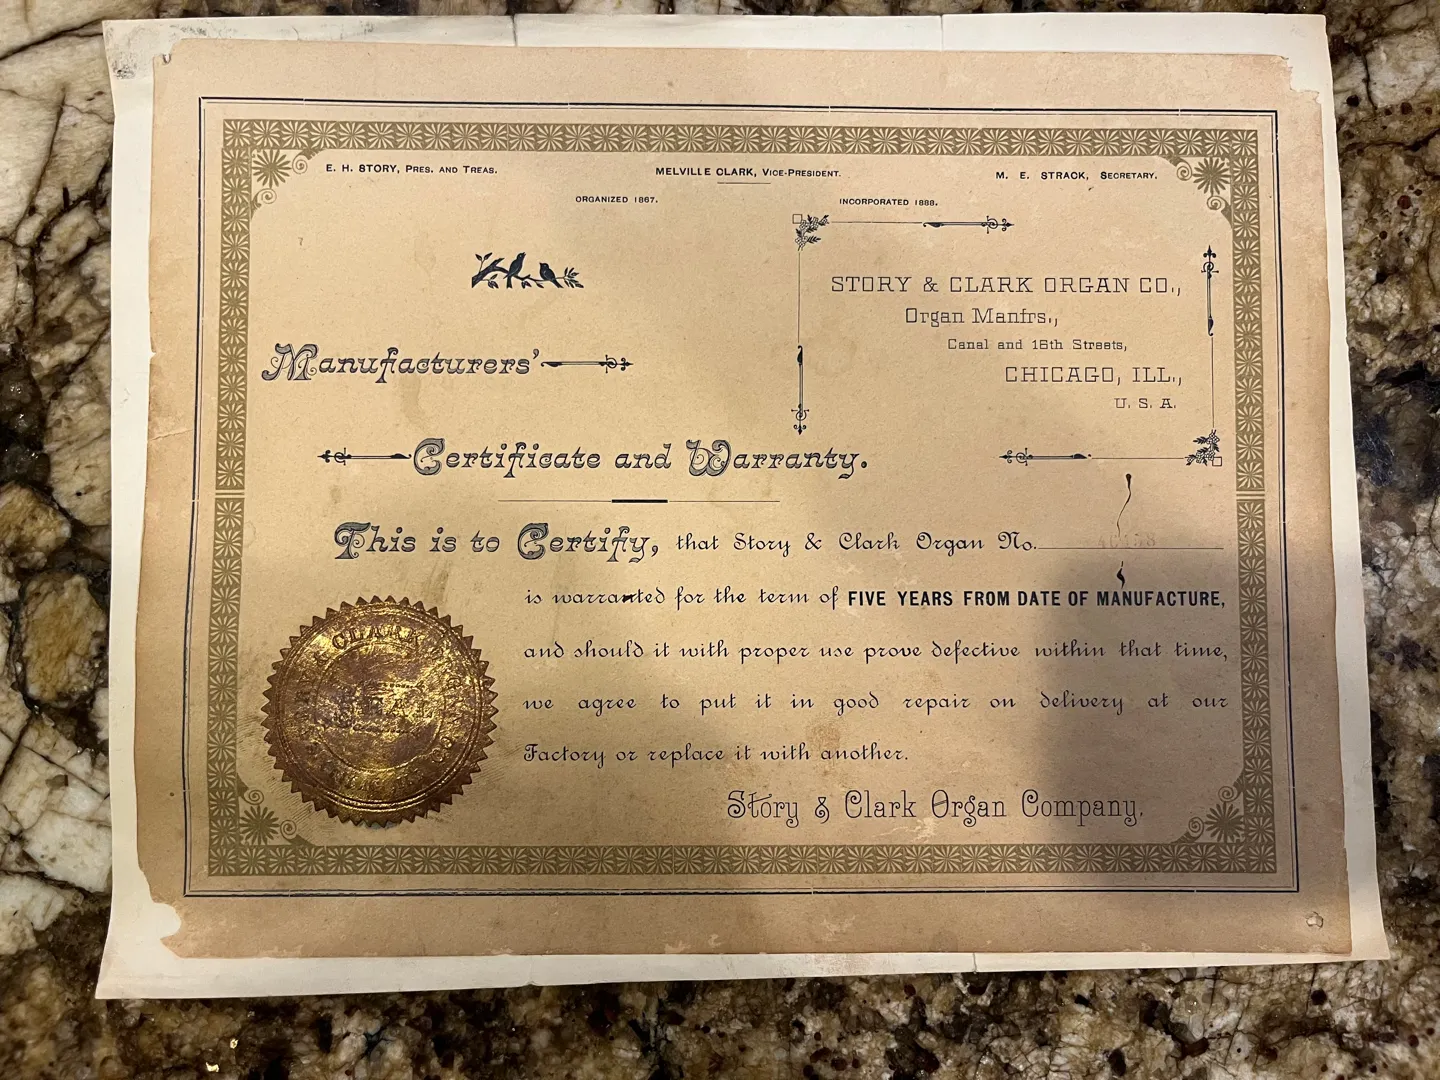 E. H. STORY, PRES. AND TREAS.
MELVILLE CLARK, VICE-PRESIDENT.
M. E. STRACK, SECRETARY.
ORGANIZED 1867.
INCORPORATED 1888.
STORY & CLARK ORGAN CO.,
Organ Manfrs.,
Canal and 16th Streets,
CHICAGO, ILL.,
U. S. A.
Manufacturers'
Certificate and Warranty.
This is to Certify, that Story & Clark Organ No.
is warranted for the term of FIVE YEARS FROM DATE OF MANUFACTURE,
and should it with proper use prove defective within that time,
we agree to put it in good repair on delivery at our
Factory or replace it with another.
Story & Clark Organ Company.
& CLARK